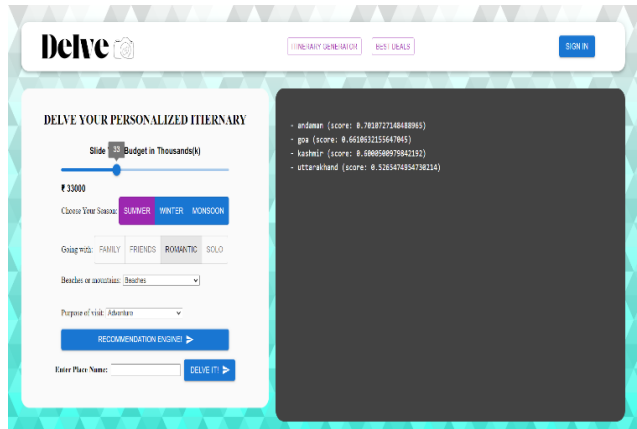 Delve
ITINERARY GENERATOR
BEST DEALS
SIGN IN
DELVE YOUR PERSONALIZED ITIERNARY
Slide 33 Budget in Thousands(k)
₹ 33000
Choose Your Season: SUMMER WINTER MONSOON
Going with: FAMILY FRIENDS ROMANTIC SOLO
Beaches or mountains: Beaches
Purpose of visit: Adventure
RECOMMENDATION ENGINE!
Enter Place Name: DELVE IT!
- andaman (score: 0.7018727148488965)
- goa (score: 0.6610632155647045)
- kashmir (score: 0.6000500979842192)
- uttarakhand (score: 0.5265474954730214)